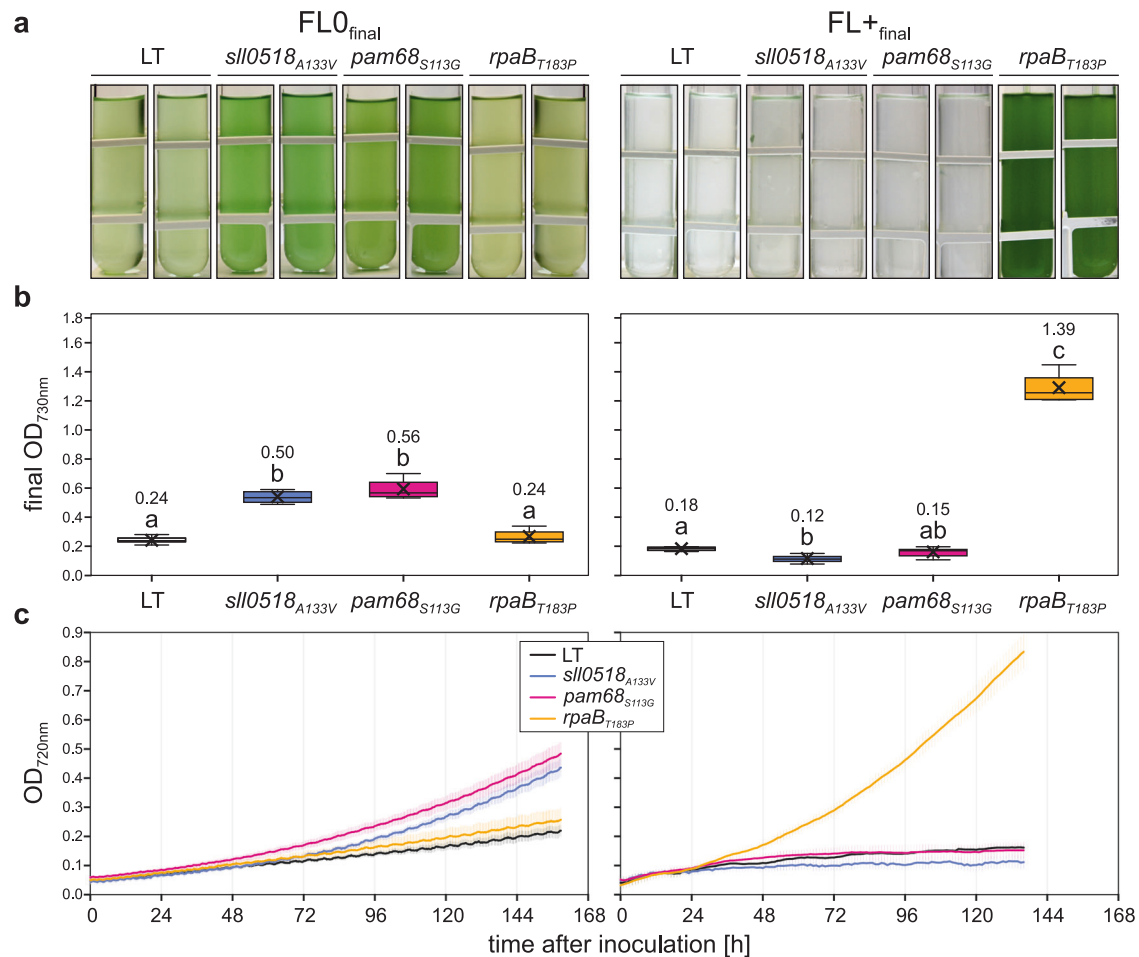 a
FL0final
FL+final
LT sll0518A133V pam68S113G rpaBT183P
LT sll0518A133V pam68S113G rpaBT183P
b
final OD730nm
1.8
1.6
1.4
1.2
1.0
0.8
0.6
0.4
0.2
0.0
0.24
a
0.50
b
0.56
b
0.24
a
0.18
a
0.12
b
0.15
ab
1.39
c
LT sll0518A133V pam68S113G rpaBT183P
LT sll0518A133V pam68S113G rpaBT183P
c
OD720nm
0.9
0.8
0.7
0.6
0.5
0.4
0.3
0.2
0.1
0.0
LT
sll0518A133V
pam68S113G
rpaBT183P
0 24 48 72 96 120 144 168
0 24 48 72 96 120 144 168
time after inoculation [h]